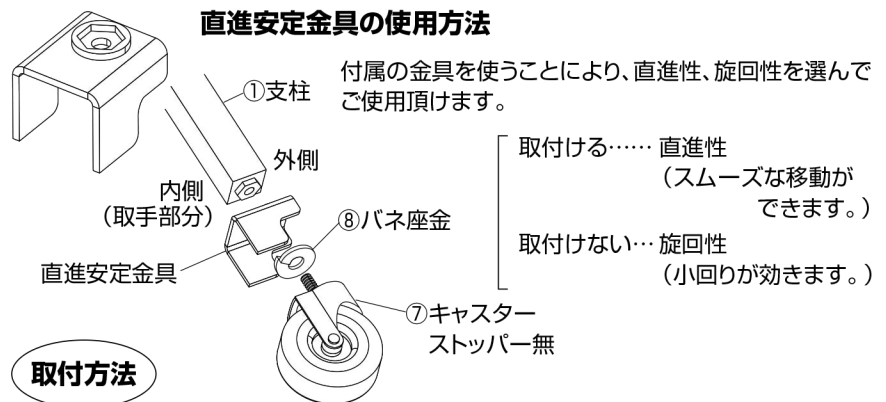 直進安定金具の使用方法
付属の金具を使うことにより、直進性、旋回性を選んで
ご使用頂けます。
①支柱
外側
内側
（取手部分）
⑧バネ座金
直進安定金具
⑦キャスター
ストッパー無
取付ける…… 直進性
（スムーズな移動が
できます。）
取付けない… 旋回性
（小回りが効きます。）
取付方法